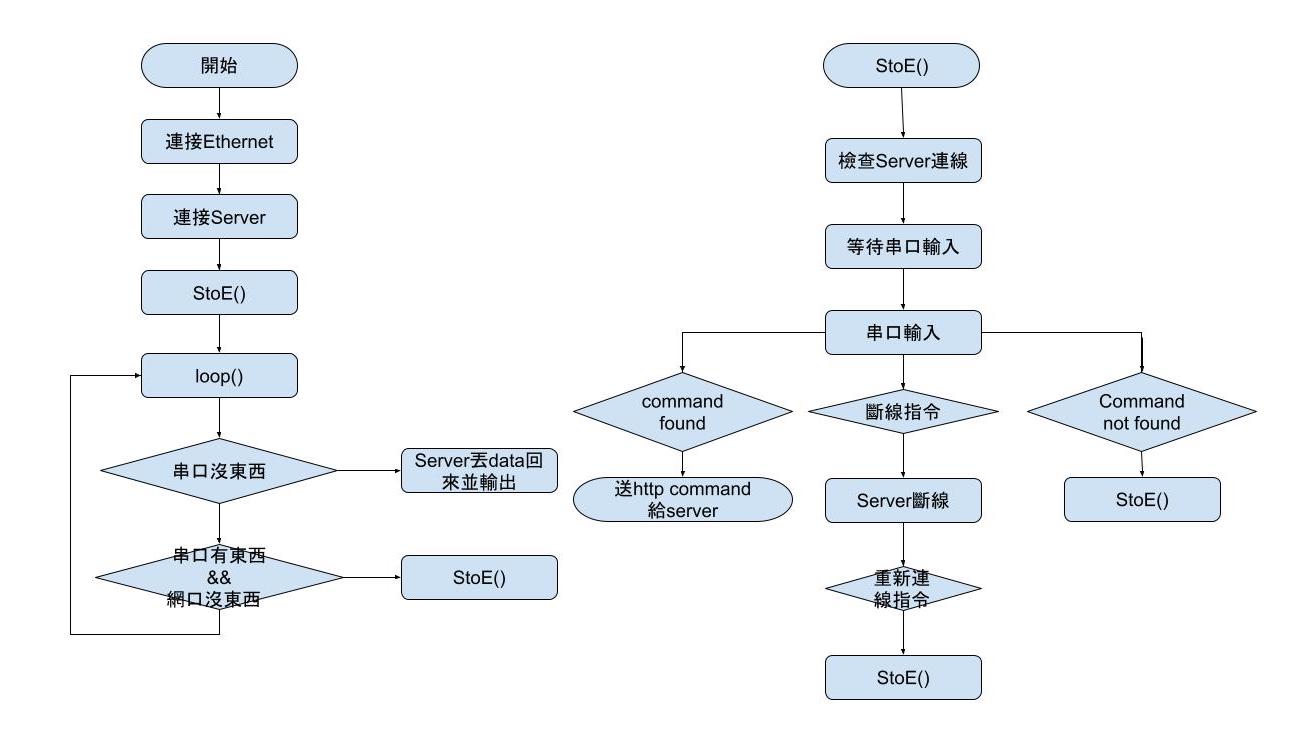 開始
連接Ethernet
連接Server
StoE()
loop()
串口沒東西
Server丟data回
來並輸出
串口有東西
&&
網口沒東西
StoE()
StoE()
檢查Server連線
等待串口輸入
串口輸入
command
found
送http command
給server
斷線指令
Server斷線
重新連
線指令
StoE()
Command
not found
StoE()